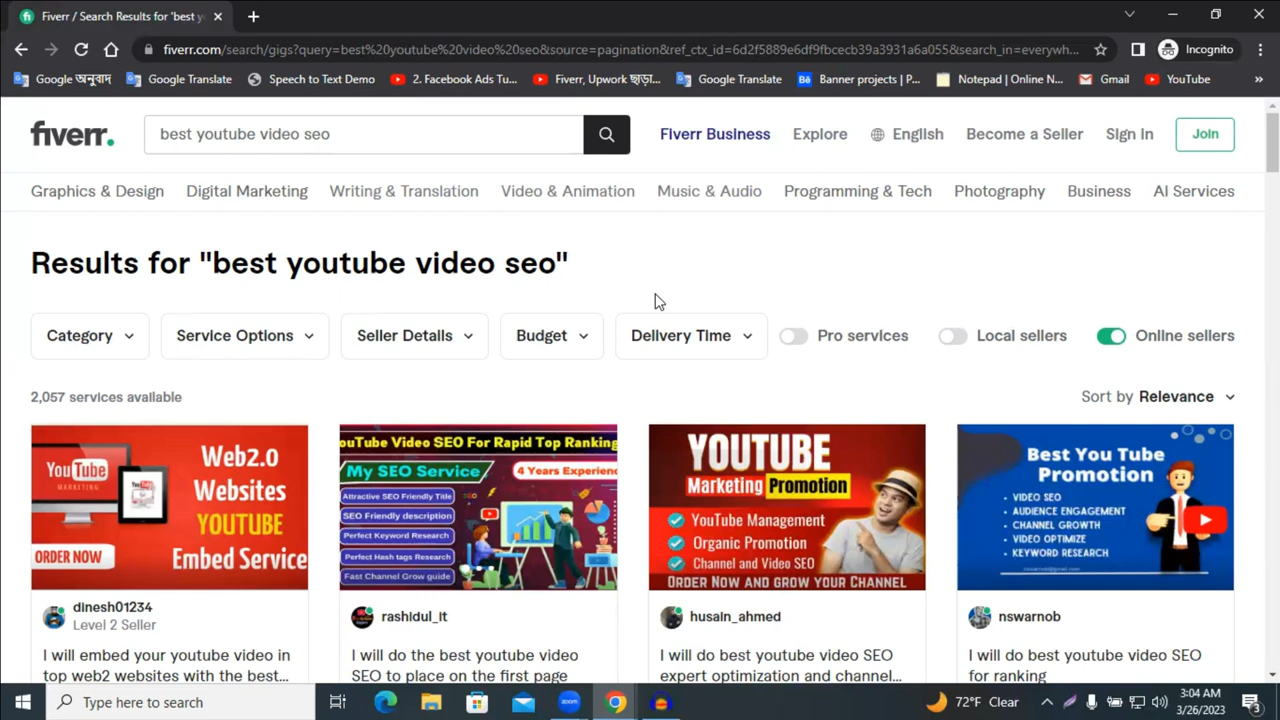 Fiverr / Search Results for 'best yo
fiverr.com/search/gigs?query=best%20youtube%20video%20seo&source=pagination&ref_ctx_id=6d2f5889e6df9fbcecb39a3931a6a055&search_in=everywh...
Incognito
Google অনুবাদ
Google Translate
Speech to Text Demo
2. Facebook Ads Tu...
Fiverr, Upwork ছাড়া...
Google Translate
Banner projects | P...
Notepad | Online N...
Gmail
YouTube
fiverr.
best youtube video seo
Fiverr Business
Explore
English
Become a Seller
Sign In
Join
Graphics & Design
Digital Marketing
Writing & Translation
Video & Animation
Music & Audio
Programming & Tech
Photography
Business
AI Services
Results for "best youtube video seo"
Category
Service Options
Seller Details
Budget
Delivery Time
Pro services
Local sellers
Online sellers
2,057 services available
Sort by Relevance
YouTube
MARKETING
ORDER NOW
Web2.0
Websites
YOUTUBE
Embed Service
dinesh01234
Level 2 Seller
I will embed your youtube video in
top web2 websites with the best...
ouTube Video SEO For Rapid Top Ranking
My SEO Service
4 Years Experienc
Attractive SEO Friendly Title
SEO Friendly description
Perfect Keyword Research
Perfect Hash tags Research
Fast Channel Grow guide
SEO
rashidul_it
I will do the best youtube video
SEO to place on the first page
YOUTUBE
Marketing Promotion
YouTube Management
Organic Promotion
Channel and Video SEO
ORDER NOW AND GROW YOUR CHANNEL
husain_ahmed
I will do best youtube video SEO
expert optimization and channel...
Best You Tube
Promotion
VIDEO SEO
AUDIENCE ENGAGEMENT
CHANNEL GROWTH
VIDEO OPTIMIZE
KEYWORD RESEARCH
nswarnob
I will do best youtube video SEO
for ranking
Type here to search
zoom
72°F Clear
3:04 AM
3/26/2023
3